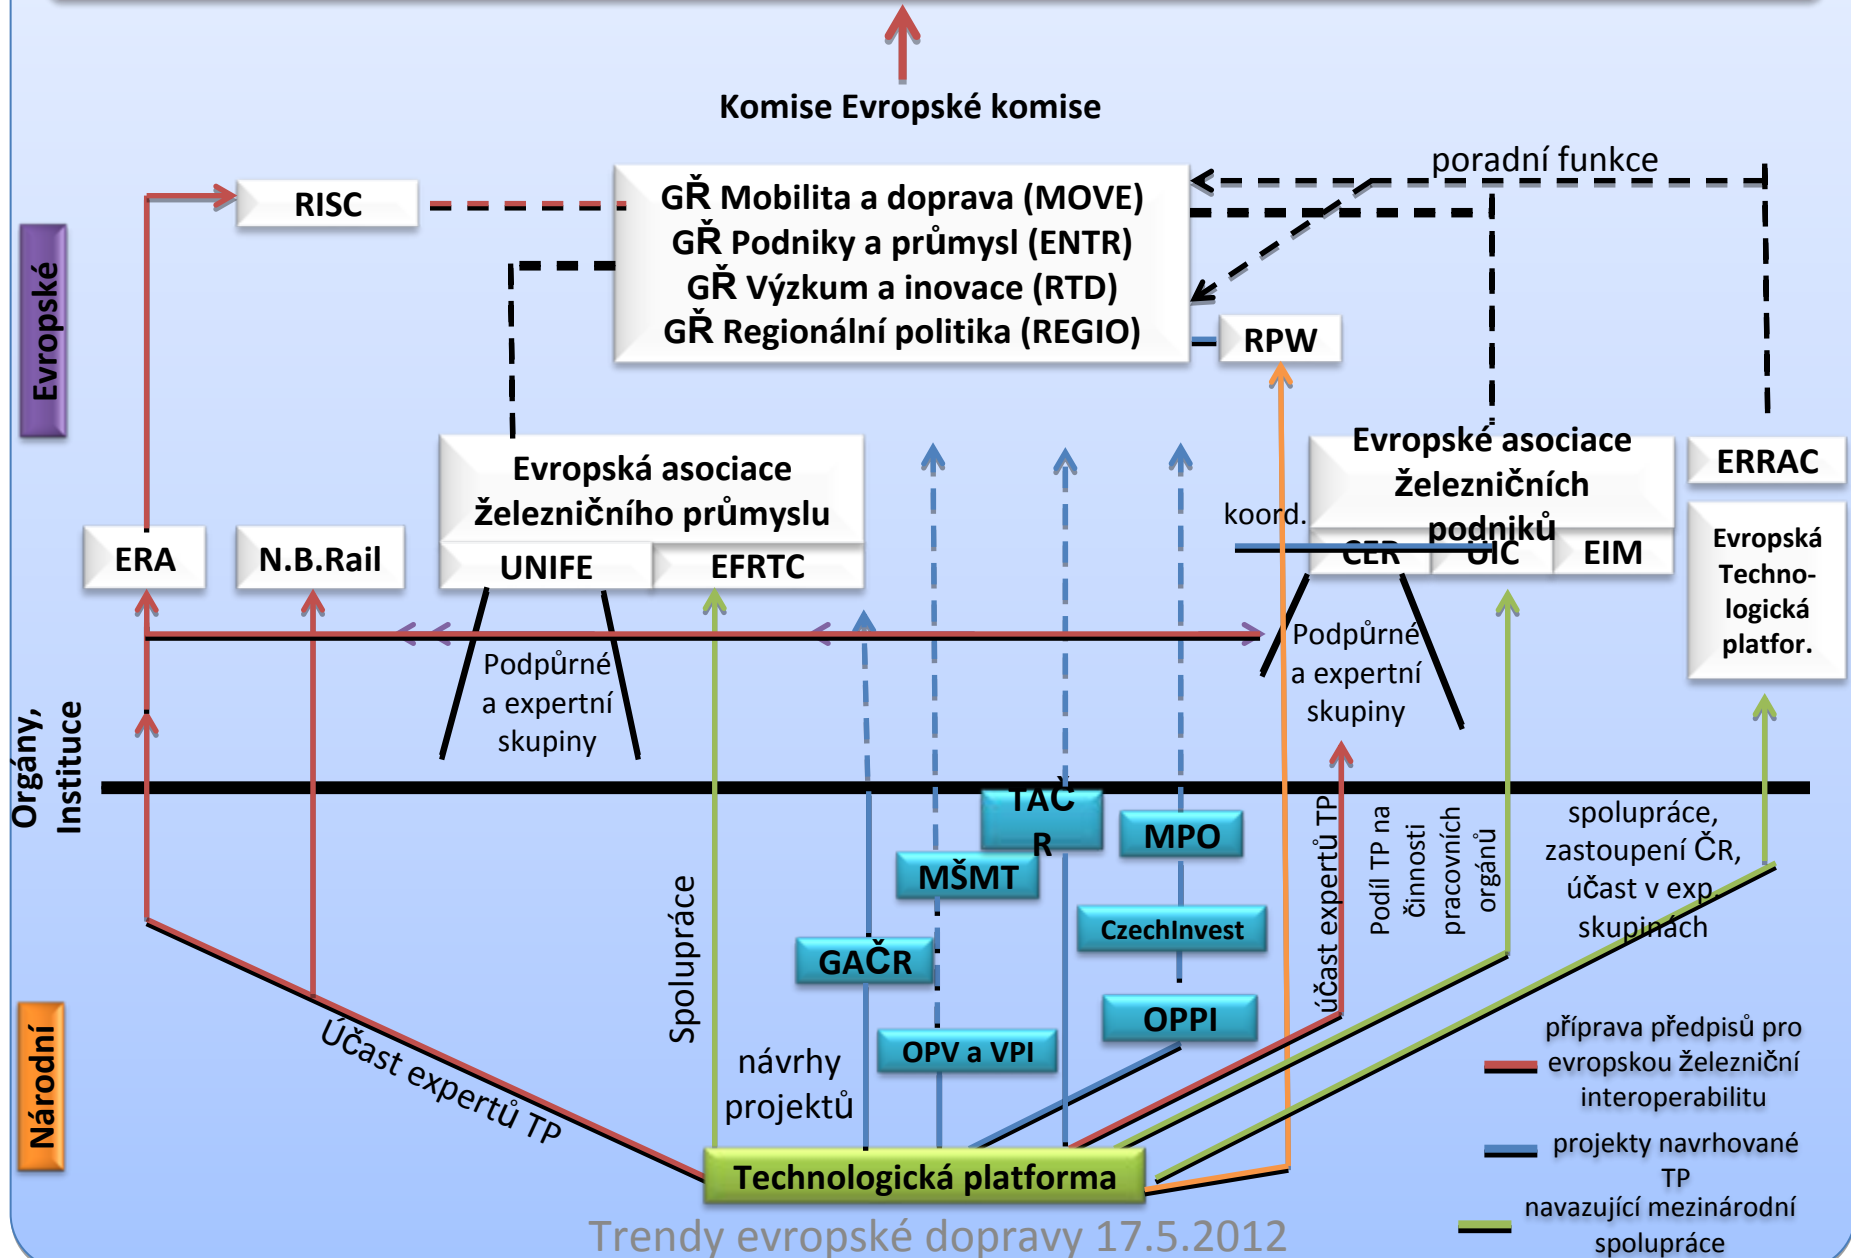 Komise Evropské komise
poradní funkce
RISC
GŘ Mobilita a doprava (MOVE)
GŘ Podniky a průmysl (ENTR)
GŘ Výzkum a inovace (RTD)
GŘ Regionální politika (REGIO)
RPW
Evropské
Evropská asociace
železničního průmyslu
Evropské asociace
železničních
podniků
ERRAC
koord.
ERA
N.B.Rail
UNIFE
EFRTC
CER
UIC
EIM
Evropská
Techno-
logická
platfor.
Podpůrné
a expertní
skupiny
Podpůrné
a expertní
skupiny
Orgány,
Instituce
TAČ
R
MPO
MŠMT
CzechInvest
GAČR
OPPI
OPV a VPI
Spolupráce
účast expertů TP
Podíl TP na
činnosti
pracovních
orgánů
spolupráce,
zastoupení ČR,
účast v exp.
skupinách
Národní
Účast expertů TP
návrhy
projektů
příprava předpisů pro
evropskou železniční
interoperabilitu
projekty navrhované
TP
navazující mezinárodní
spolupráce
Technologická platforma
Trendy evropské dopravy 17.5.2012